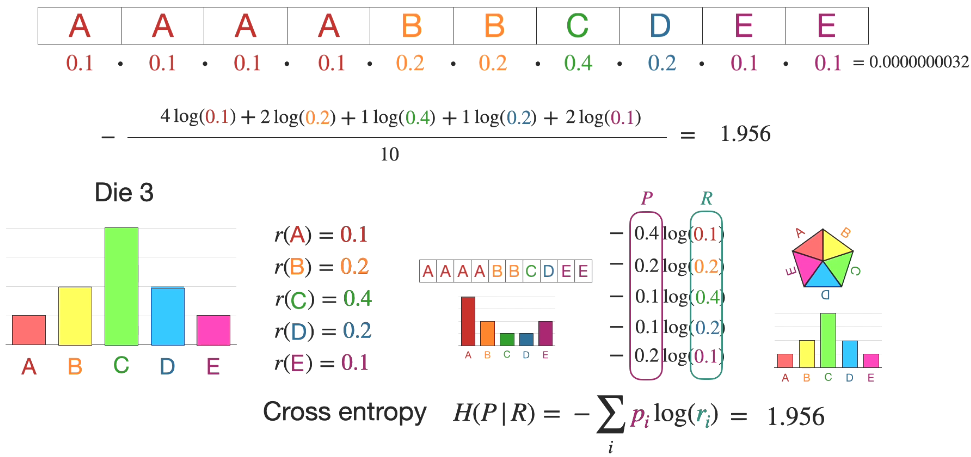 A A A A B B C D E E
0.1 · 0.1 · 0.1 · 0.1 · 0.2 · 0.2 · 0.4 · 0.2 · 0.1 · 0.1 = 0.0000000032
− 4 log(0.1) + 2 log(0.2) + 1 log(0.4) + 1 log(0.2) + 2 log(0.1) = 1.956
10
Die 3
A B C D E
r(A) = 0.1
r(B) = 0.2
r(C) = 0.4
r(D) = 0.2
r(E) = 0.1
A A A A B B C D E E
A B C D E
P R
− 0.4 log(0.1)
− 0.2 log(0.2)
− 0.1 log(0.4)
− 0.1 log(0.2)
− 0.2 log(0.1)
A B C D E
A B C D E
Cross entropy H(P|R) = − ∑ pᵢ log(rᵢ) = 1.956
i